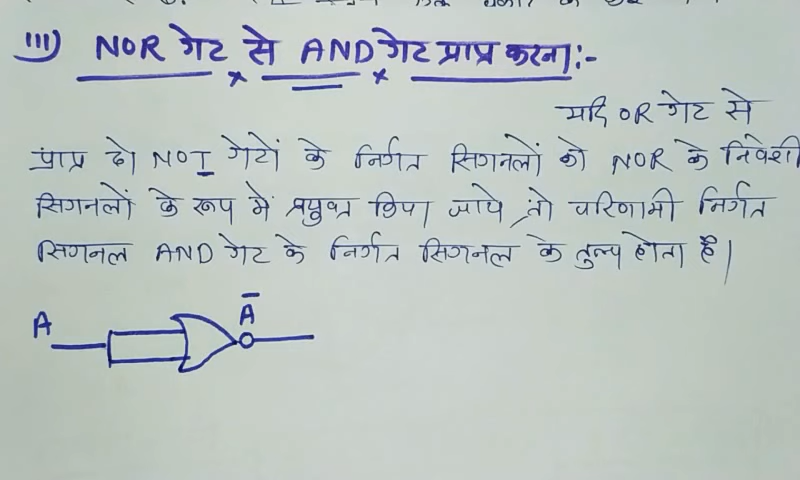 III) NOR गेट से AND गेट प्राप्त करना:-
यदि OR गेट से
प्राप्त दो NOT गेटों के निर्गत सिगनलों को NOR के निवेशी
सिगनलों के रूप में प्रयुक्त किया जाये तो परिणामी निर्गत
सिगनल AND गेट के निर्गत सिगनल के तुल्य होता है।
A Ā